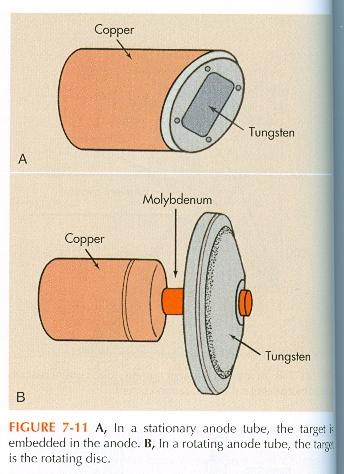 Copper
Tungsten
A
Molybdenum
Copper
Tungsten
B
FIGURE 7-11 A, In a stationary anode tube, the target is
embedded in the anode. B, In a rotating anode tube, the target
is the rotating disc.